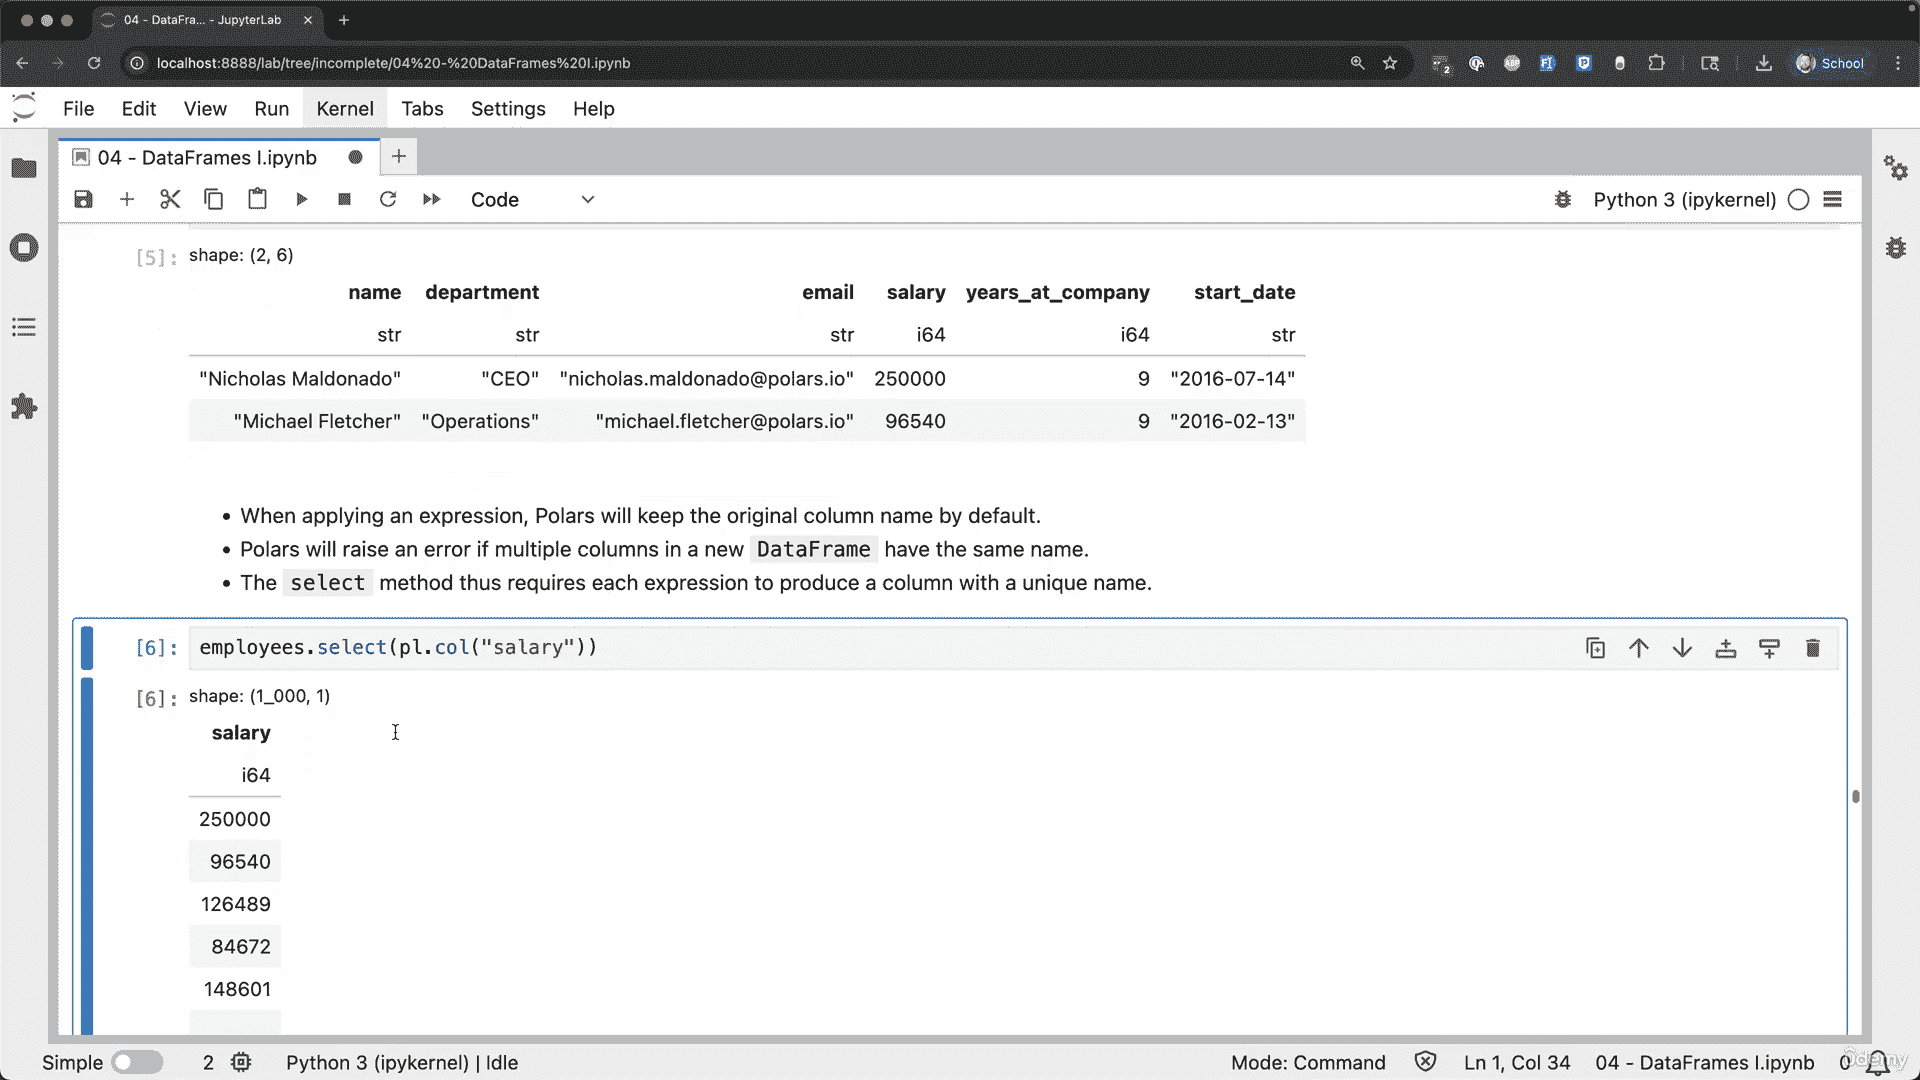 04 - DataFra... - JupyterLab
localhost:8888/lab/tree/incomplete/04%20-%20DataFrames%20I.ipynb
2
ABP
School
File Edit View Run Kernel Tabs Settings Help
04 - DataFrames I.ipynb
Code
Python 3 (ipykernel)
[5]: shape: (2, 6)
name department email salary years_at_company start_date
str str str i64 i64 str
"Nicholas Maldonado" "CEO" "nicholas.maldonado@polars.io" 250000 9 "2016-07-14"
"Michael Fletcher" "Operations" "michael.fletcher@polars.io" 96540 9 "2016-02-13"
• When applying an expression, Polars will keep the original column name by default.
• Polars will raise an error if multiple columns in a new DataFrame have the same name.
• The select method thus requires each expression to produce a column with a unique name.
[6]: employees.select(pl.col("salary"))
[6]: shape: (1_000, 1)
salary
i64
250000
96540
126489
84672
148601
Simple 2 Python 3 (ipykernel) | Idle Mode: Command Ln 1, Col 34 04 - DataFrames I.ipynb 0
udemy